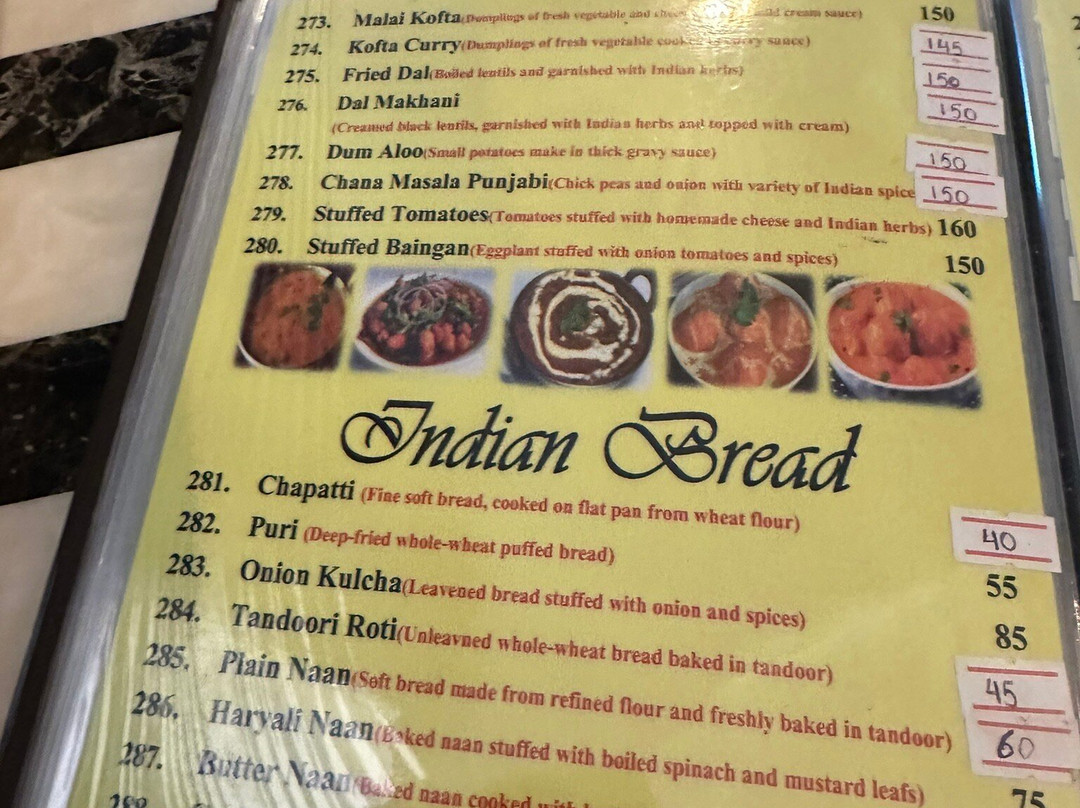 273. Malai Kofta(Dumplings of fresh vegetable and cream sauce) 150
274. Kofta Curry(Dumplings of fresh vegetable curry sauce) 145
275. Fried Dal(Boiled lentils and garnished with Indian herbs) 150
276. Dal Makhani 150
(Creamed black lentils, garnished with Indian herbs and topped with cream)
277. Dum Aloo(Small potatoes make in thick gravy sauce) 150
278. Chana Masala Punjabi(Chick peas and onion with variety of Indian spice 150
279. Stuffed Tomatoes(Tomatoes stuffed with homemade cheese and Indian herbs) 160
280. Stuffed Baingan(Eggplant stuffed with onion tomatoes and spices) 150
Indian Bread
281. Chapatti (Fine soft bread, cooked on flat pan from wheat flour) 40
282. Puri (Deep-fried whole-wheat puffed bread) 55
283. Onion Kulcha(Leavened bread stuffed with onion and spices) 85
284. Tandoori Roti(Unleavned whole-wheat bread baked in tandoor) 45
285. Plain Naan(Soft bread made from refined flour and freshly baked in tandoor) 60
286. Haryali Naan(Baked naan stuffed with boiled spinach and mustard leafs) 75
287. Butter Naan(Baked naan cooked with
288.